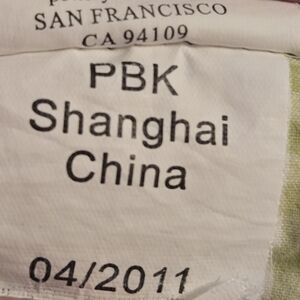 SAN FRANCISCO
CA 94109
PBK
Shanghai
China
04/2011